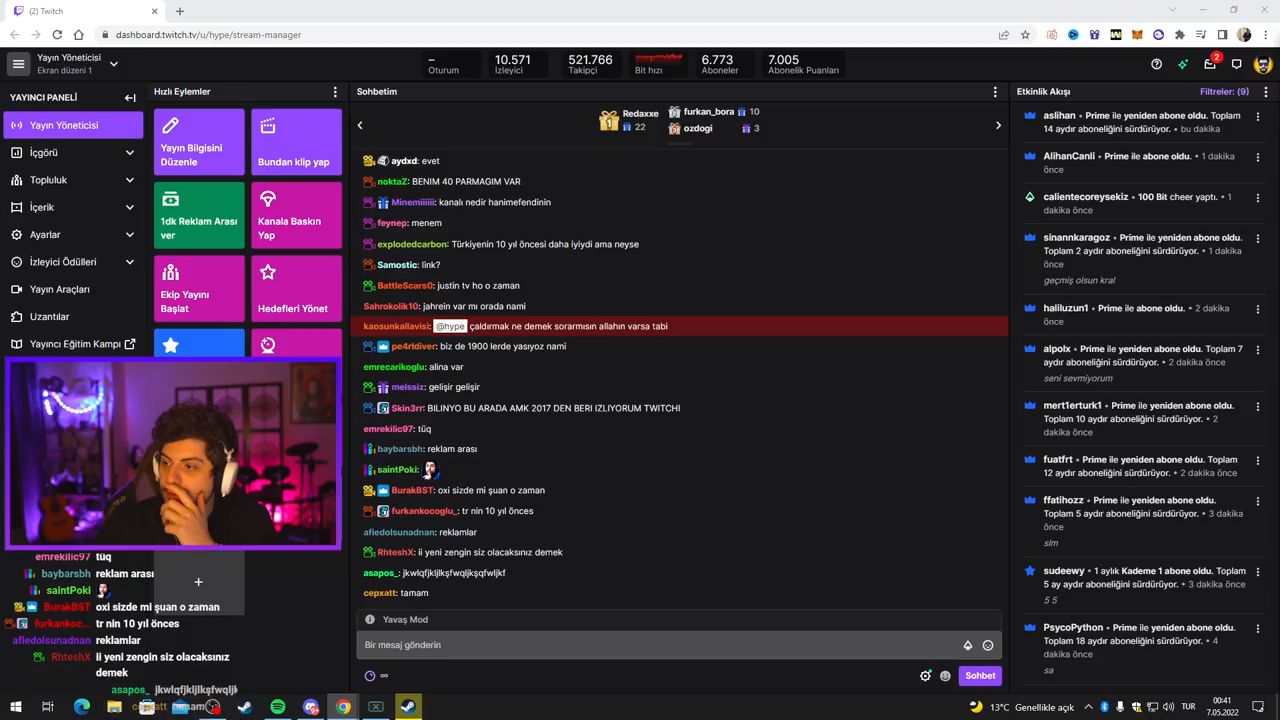 (2) Twitch
dashboard.twitch.tv/u/hype/stream-manager
Yayın Yöneticisi
Ekran düzeni 1
–
Oturum
10.571
İzleyici
521.766
Takipçi
Bit hızı
6.773
Aboneler
7.005
Abonelik Puanları
2
YAYINCI PANELİ
Yayın Yöneticisi
İçgörü
Topluluk
İçerik
Ayarlar
İzleyici Ödülleri
Yayın Araçları
Uzantılar
Yayıncı Eğitim Kampı
Hızlı Eylemler
Yayın Bilgisini
Düzenle
Bundan klip yap
1dk Reklam Arası
ver
Kanala Baskın
Yap
Ekip Yayını
Başlat
Hedefleri Yönet
emrekilic97 tüq
baybarsbh reklam arası
saintPoki
BurakBST oxi sizde mi şuan o zaman
furkankoc... tr nin 10 yıl önces
afiedolsunadnan reklamlar
RhteshX ii yeni zengin siz olacaksınız
demek
asapos_ jkwlqfjkljlkşfwqljk
Sohbetim
1
Redaxxe
22
furkan_bora 10
ozdogi 3
aydxd: evet
noktaZ: BENIM 40 PARMAGIM VAR
Minemiiiiii: kanalı nedir hanimefendinin
feynep: menem
explodedcarbon: Türkiyenin 10 yıl öncesi daha iyiydi ama neyse
Samostic: link?
BattleScars0: justin tv ho o zaman
Sahrokolik10: jahrein var mı orada nami
kaosunkallavisi: @hype çaldırmak ne demek sorarmısın allahın varsa tabi
pe4rldiver: biz de 1900 lerde yasıyoz nami
emrecarikoglu: alina var
melssiz: gelişir gelişir
Skin3rr: BILINYO BU ARADA AMK 2017 DEN BERI IZLIYORUM TWITCHI
emrekilic97: tüq
baybarsbh: reklam arası
saintPoki:
BurakBST: oxi sizde mi şuan o zaman
furkankocoglu_: tr nin 10 yıl önces
afiedolsunadnan: reklamlar
RhteshX: ii yeni zengin siz olacaksınız demek
asapos_: jkwlqfjkljlkşfwqljkşqfwlkf
cepxatt: tamam
Yavaş Mod
Bir mesaj gönderin
Sohbet
Etkinlik Akışı
Filtreler: (9)
aslihan • Prime ile yeniden abone oldu. Toplam
14 aydır aboneliğini sürdürüyor. • bu dakika
AlihanCanli • Prime ile abone oldu. • 1 dakika
önce
calientecoreysekiz • 100 Bit cheer yaptı. • 1
dakika önce
sinannkaragoz • Prime ile yeniden abone oldu.
Toplam 2 aydır aboneliğini sürdürüyor. • 1 dakika
önce
geçmiş olsun kral
haliluzun1 • Prime ile abone oldu. • 2 dakika
önce
alpolx • Prime ile yeniden abone oldu. Toplam 7
aydır aboneliğini sürdürüyor. • 2 dakika önce
seni sevmiyorum
mert1erturk1 • Prime ile yeniden abone oldu.
Toplam 10 aydır aboneliğini sürdürüyor. • 2
dakika önce
fuatfrt • Prime ile yeniden abone oldu. Toplam
12 aydır aboneliğini sürdürüyor. • 2 dakika önce
ffatihozz • Prime ile yeniden abone oldu.
Toplam 5 aydır aboneliğini sürdürüyor. • 3 dakika
önce
slm
sudeewy • 1 aylık Kademe 1 abone oldu. Toplam
5 ay aydır aboneliğini sürdürüyor. • 3 dakika önce
5 5
PsycoPython • Prime ile yeniden abone oldu.
Toplam 18 aydır aboneliğini sürdürüyor. • 4
dakika önce
sa
13°C Genellikle açık
TUR
00:41
7.05.2022